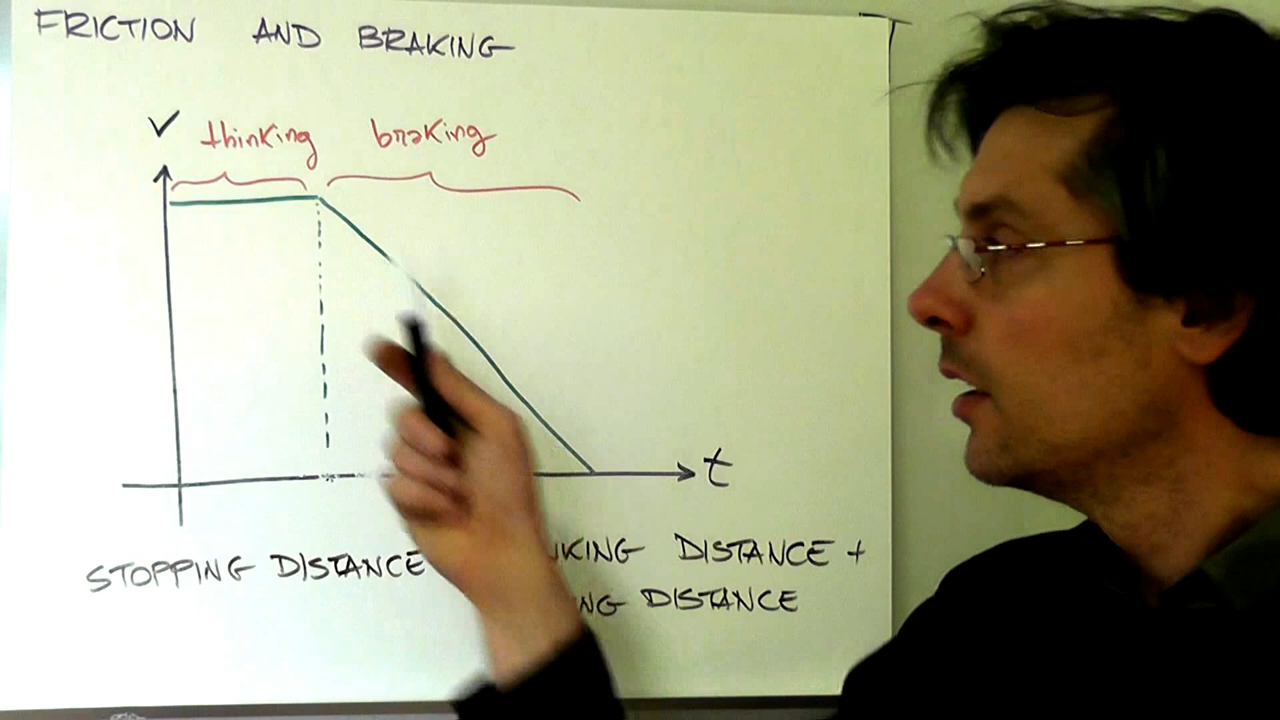 FRICTION AND BRAKING
V thinking braking
t
STOPPING DISTANCE DISTANCE +
DISTANCE